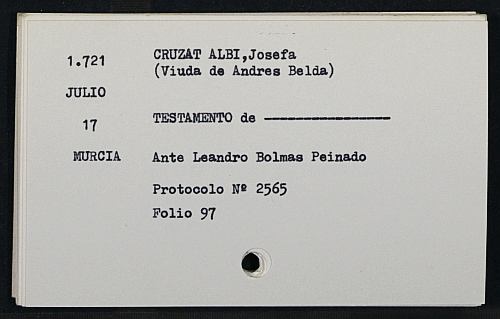 1.721 CRUZAT ALBI,Josefa
(Viuda de Andres Belda)
JULIO
17 TESTAMENTO de -----------------
MURCIA Ante Leandro Bolmas Peinado
Protocolo Nº 2565
Folio 97